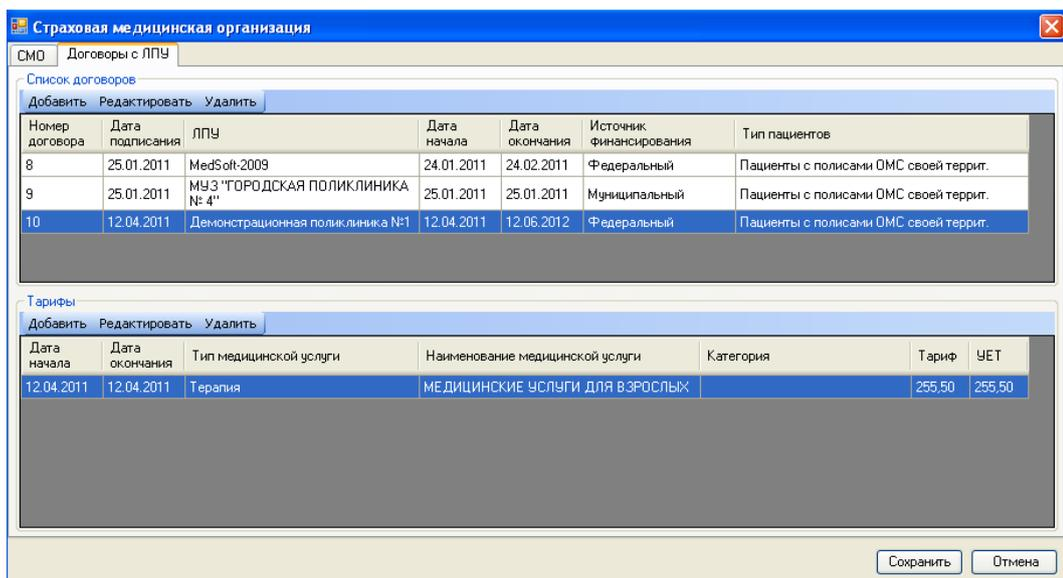 Страховая медицинская организация
СМО Договоры с ЛПУ
Список договоров
Добавить Редактировать Удалить
Номер договора Дата подписания ЛПУ Дата начала Дата окончания Источник финансирования Тип пациентов
8 25.01.2011 MedSoft-2009 24.01.2011 24.02.2011 Федеральный Пациенты с полисами ОМС своей террит.
9 25.01.2011 МУЗ "ГОРОДСКАЯ ПОЛИКЛИНИКА № 4" 25.01.2011 25.01.2011 Муниципальный Пациенты с полисами ОМС своей террит.
10 12.04.2011 Демонстрационная поликлиника №1 12.04.2011 12.06.2012 Федеральный Пациенты с полисами ОМС своей террит.
Тарифы
Добавить Редактировать Удалить
Дата начала Дата окончания Тип медицинской услуги Наименование медицинской услуги Категория Тариф УЕТ
12.04.2011 12.04.2011 Терапия МЕДИЦИНСКИЕ УСЛУГИ ДЛЯ ВЗРОСЛЫХ 255,50 255,50
Сохранить Отмена